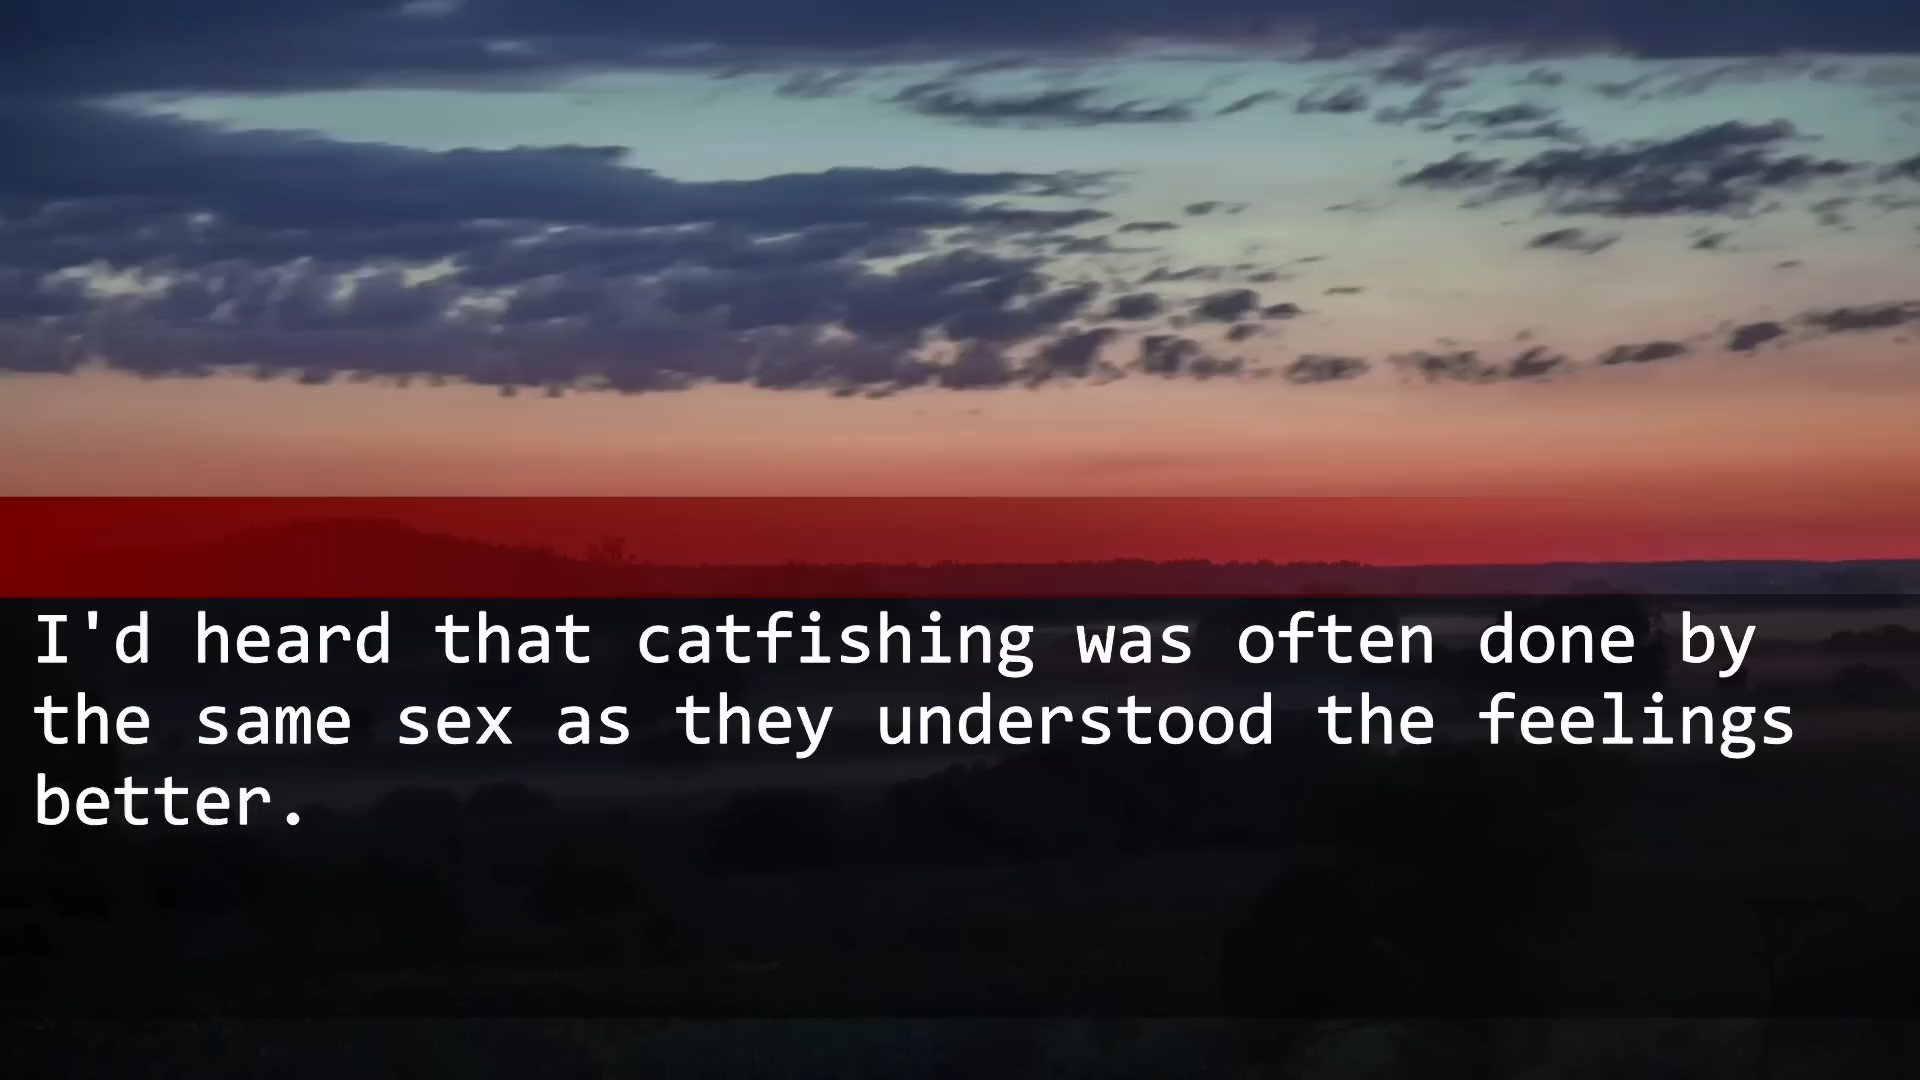 I'd heard that catfishing was often done by
the same sex as they understood the feelings
better.